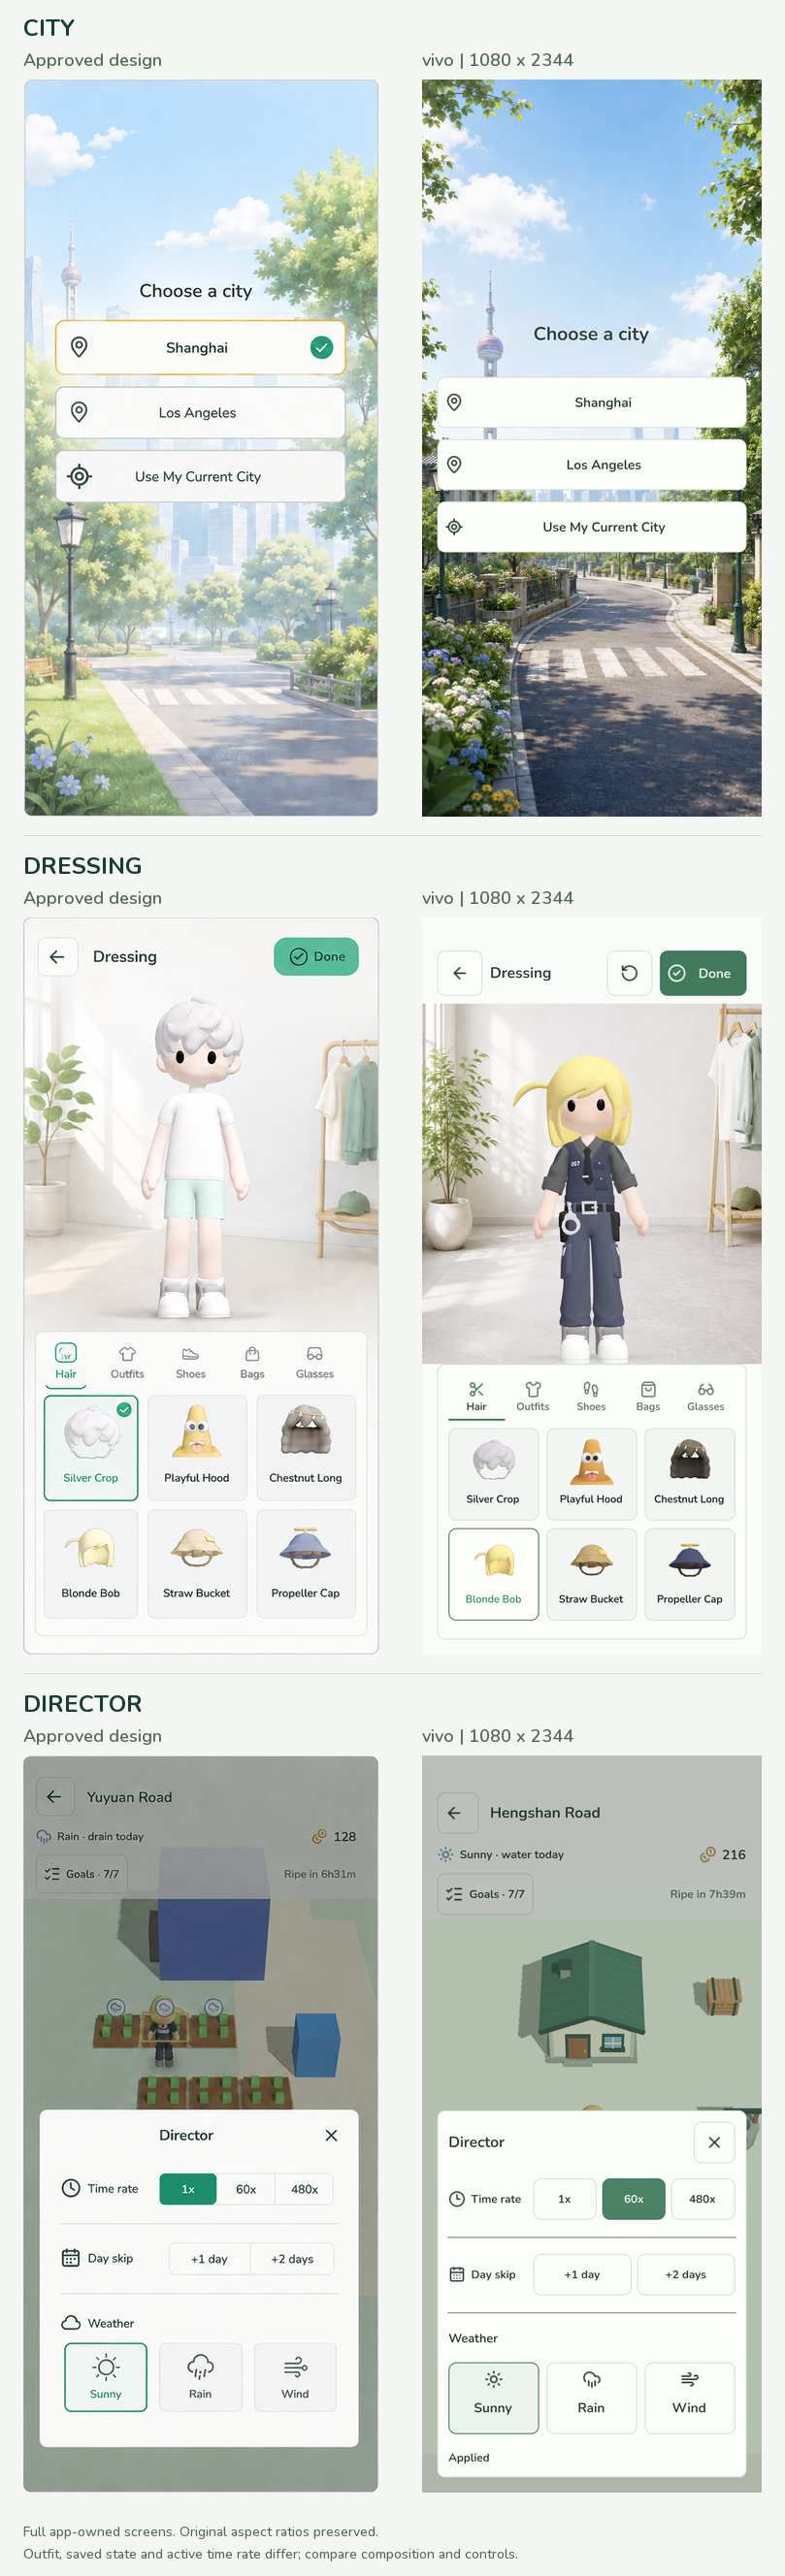 CITY
Approved design
vivo | 1080 x 2344
Choose a city
Shanghai
Los Angeles
Use My Current City
Choose a city
Shanghai
Los Angeles
Use My Current City
DRESSING
Approved design
vivo | 1080 x 2344
Dressing
Done
Hair
Outfits
Shoes
Bags
Glasses
Silver Crop
Playful Hood
Chestnut Long
Blonde Bob
Straw Bucket
Propeller Cap
Dressing
Done
007
Hair
Outfits
Shoes
Bags
Glasses
Silver Crop
Playful Hood
Chestnut Long
Blonde Bob
Straw Bucket
Propeller Cap
DIRECTOR
Approved design
vivo | 1080 x 2344
Yuyuan Road
Rain · drain today
128
Goals · 7/7
Ripe in 6h31m
Director
Time rate
1x
60x
480x
Day skip
+1 day
+2 days
Weather
Sunny
Rain
Wind
Hengshan Road
Sunny · water today
216
Goals · 7/7
Ripe in 7h39m
Director
Time rate
1x
60x
480x
Day skip
+1 day
+2 days
Weather
Sunny
Rain
Wind
Applied
Full app-owned screens. Original aspect ratios preserved.
Outfit, saved state and active time rate differ; compare composition and controls.